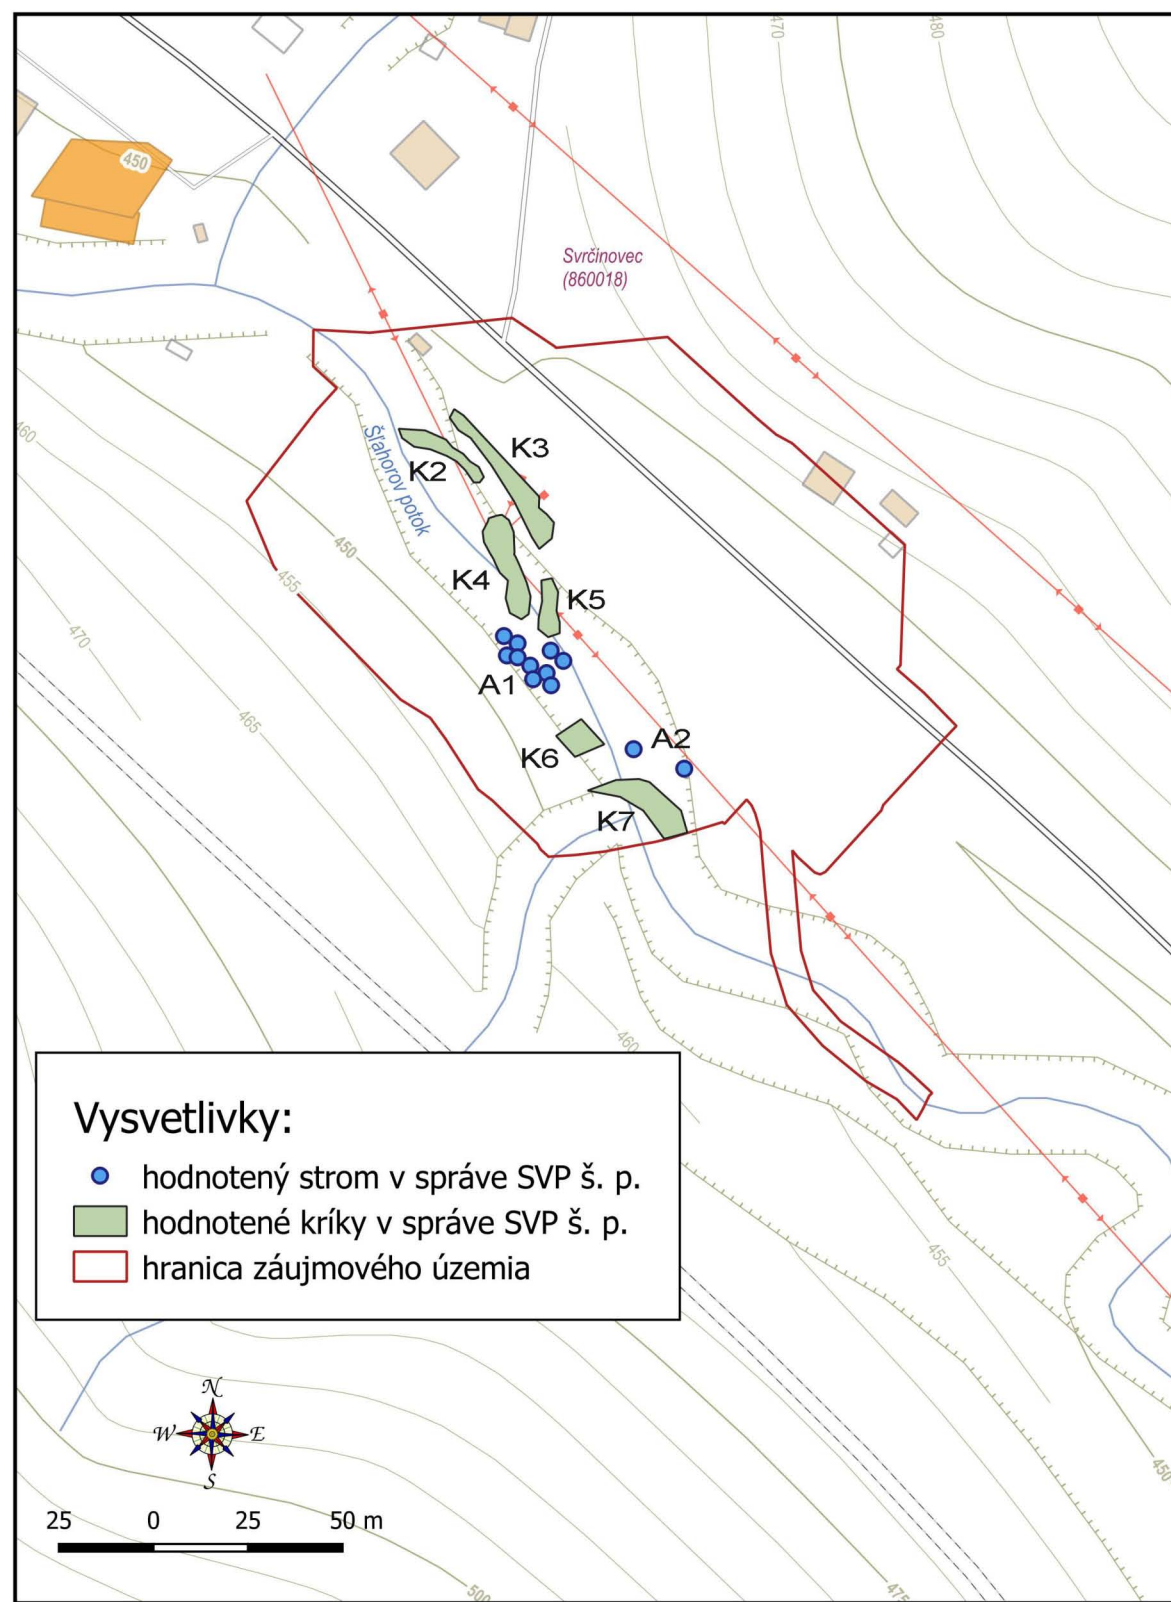 470
480
450
Svrčinovec
(860018)
460
Šľahorov potok
K3
K2
450
455
K4
K5
470
A1
465
A2
K6
K7
460
Vysvetlivky:
hodnotený strom v správe SVP š. p.
hodnotené kríky v správe SVP š. p.
hranica záujmového územia
455
N
W
E
S
450
25
0
25
50 m
500
475